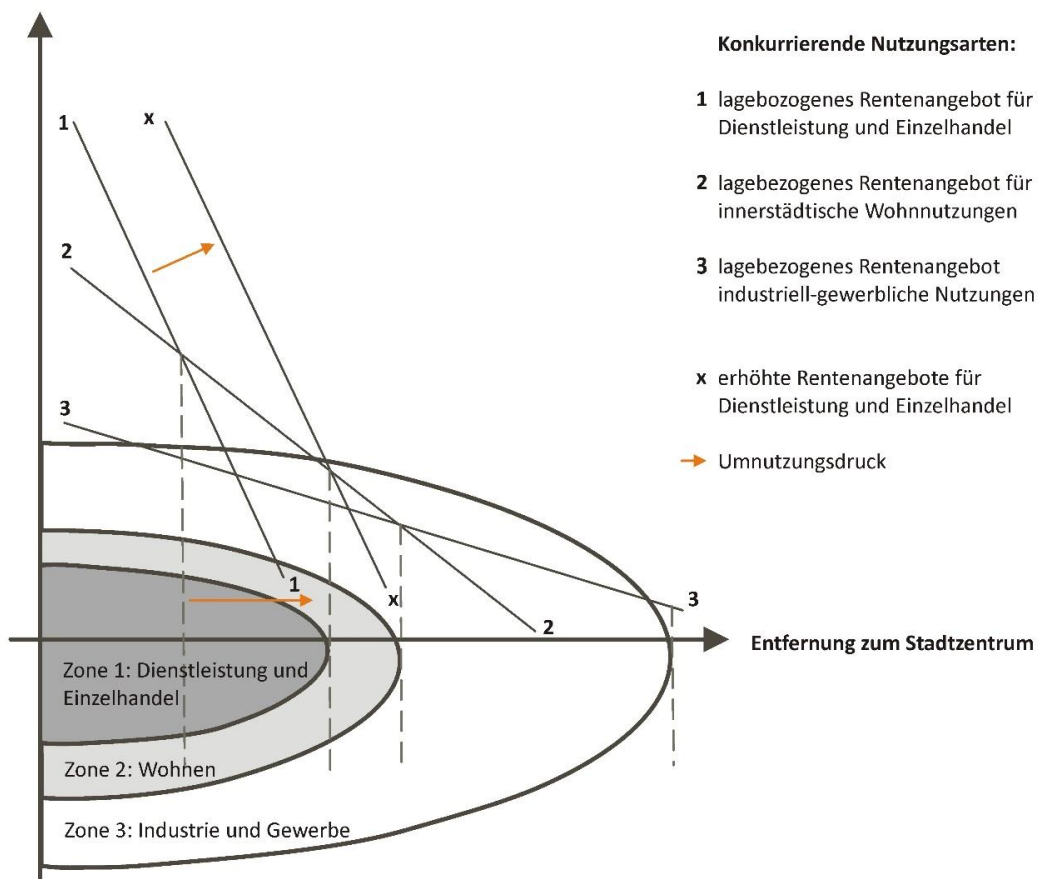 Konkurrierende Nutzungsarten:
1 lagebozogenes Rentenangebot für
Dienstleistung und Einzelhandel
2 lagebezogenes Rentenangebot für
innerstädtische Wohnnutzungen
3 lagebezogenes Rentenangebot
industriell-gewerbliche Nutzungen
x erhöhte Rentenangebote für
Dienstleistung und Einzelhandel
Umnutzungsdruck
1
x
2
3
1
x
2
3
Entfernung zum Stadtzentrum
Zone 1: Dienstleistung und
Einzelhandel
Zone 2: Wohnen
Zone 3: Industrie und Gewerbe